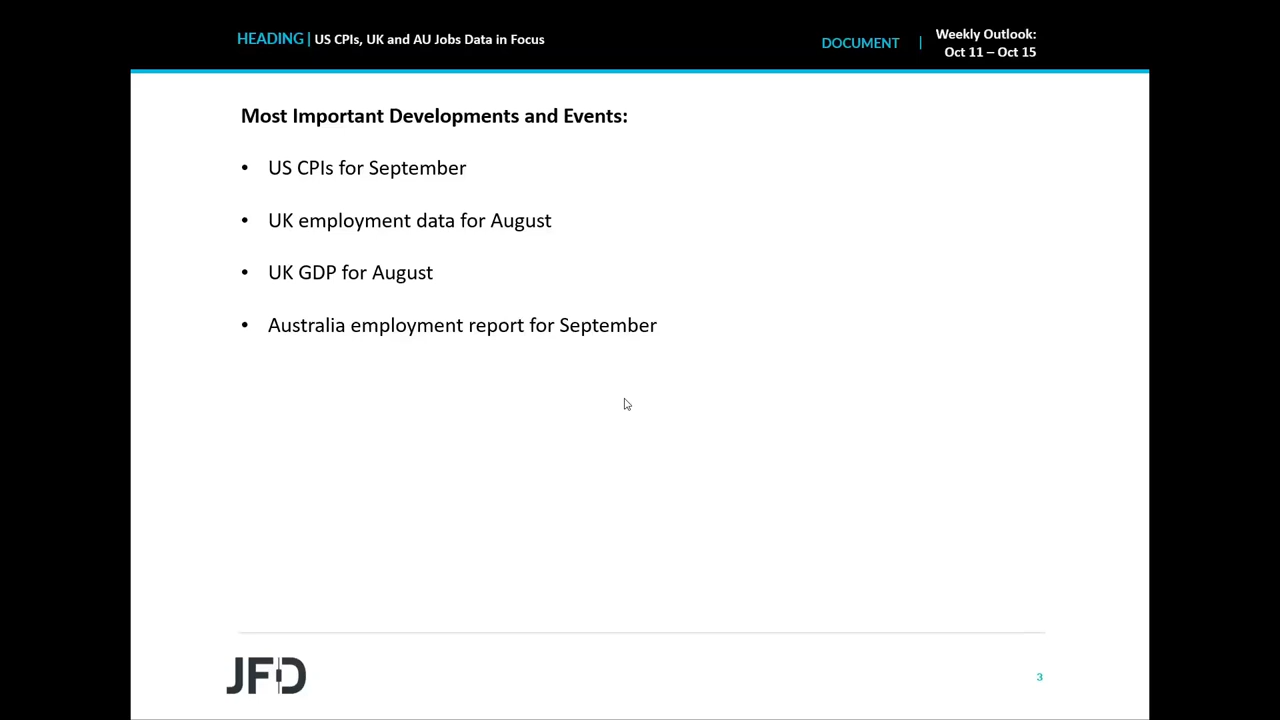 HEADING | US CPIs, UK and AU Jobs Data in Focus
DOCUMENT | Weekly Outlook:
Oct 11 – Oct 15
Most Important Developments and Events:
• US CPIs for September
• UK employment data for August
• UK GDP for August
• Australia employment report for September
JFD
3